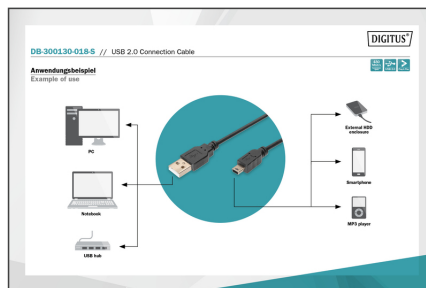 DIGITUS®
DB-300130-018-S // USB 2.0 Connection Cable
Anwendungsbeispiel
Example of use
PC
Notebook
USB hub
External HDD
enclosure
Smartphone
MP3 player